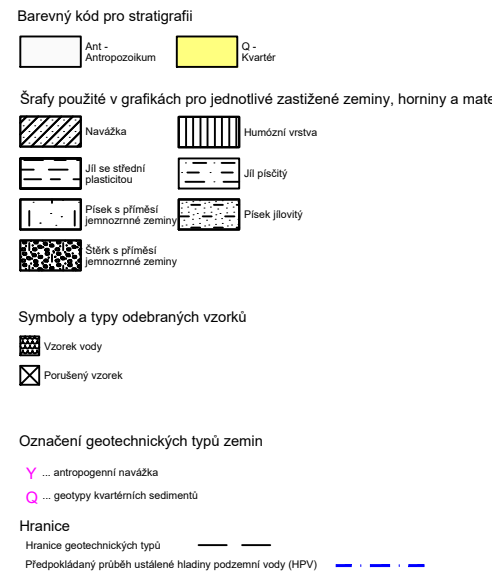 Barevný kód pro stratigrafii
Ant -
Antropozoikum
Q -
Kvartér
Šrafy použité v grafikách pro jednotlivé zastižené zeminy, horniny a mate
Navážka
Humózní vrstva
Jíl se střední
plasticitou
Jíl písčitý
Písek s příměsí
jemnozrnné zeminy
Písek jílovitý
Štěrk s příměsí
jemnozrnné zeminy
Symboly a typy odebraných vzorků
Vzorek vody
Porušený vzorek
Označení geotechnických typů zemin
Y ... antropogenní navážka
Q ... geotypy kvartérních sedimentů
Hranice
Hranice geotechnických typů
Předpokládaný průběh ustálené hladiny podzemní vody (HPV)